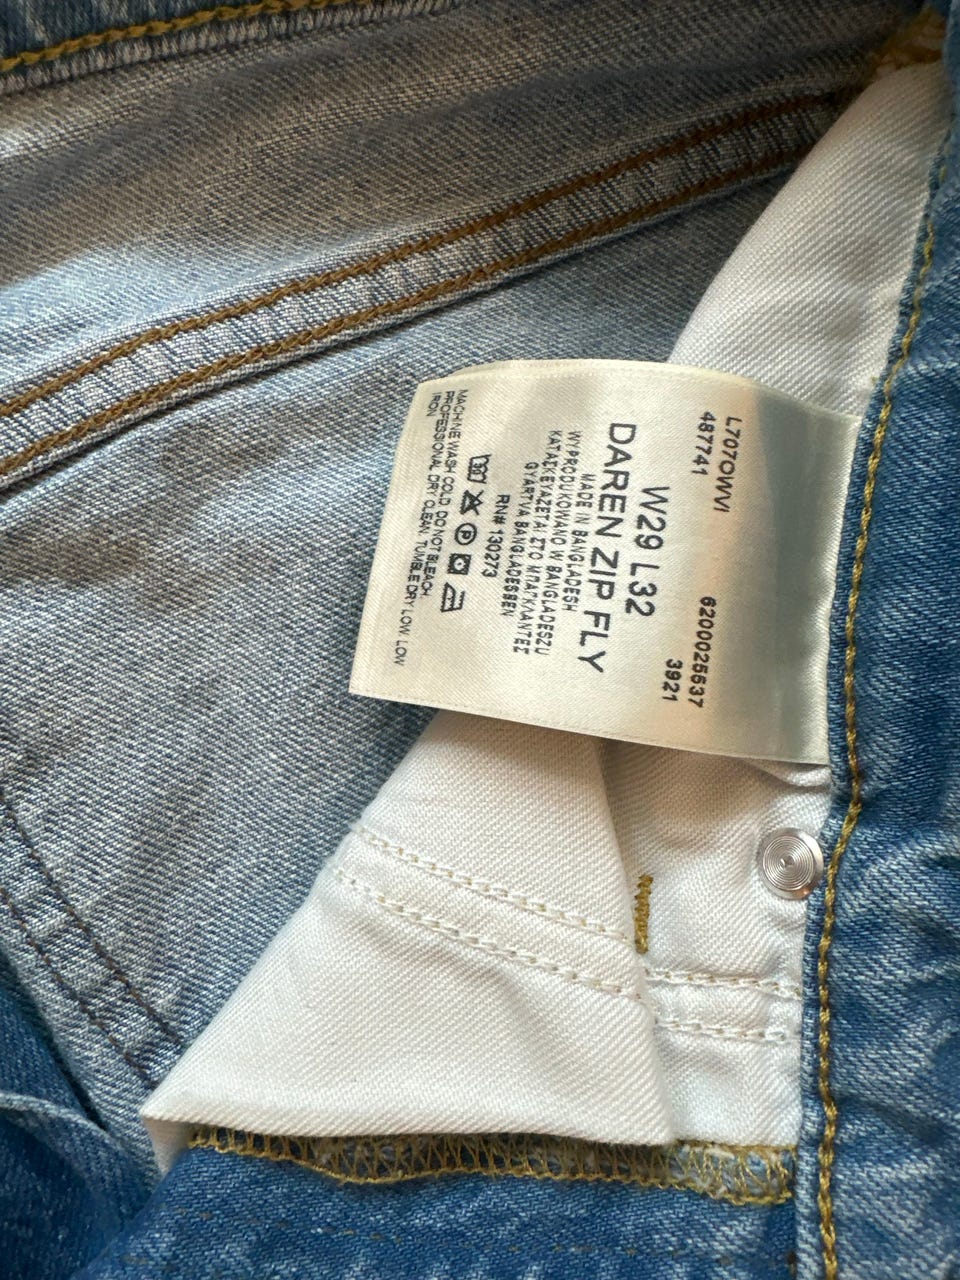 L707OWVI
487741
6200025637
3921
W29 L32
DAREN ZIP FLY
MADE IN BANGLADESH
WYPRODUKOWANO W BANGLADESZU
ΚΑΤΑΣΚΕΥΑΖΕΤΑΙ ΣΤΟ ΜΠΑΓΚΛΑΝΤΕΣ
GYÁRTVA BANGLADESBEN
RN# 130273
MACHINE WASH COLD. DO NOT BLEACH.
PROFESSIONAL DRY CLEAN. TUMBLE DRY LOW. LOW
IRON.